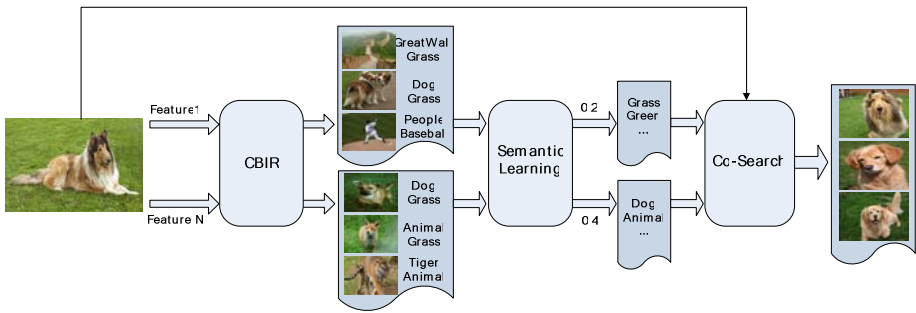 Feature1
Feature N
CBIR
GreatWal
Grass
Dog
Grass
People
Basebal
Dog
Grass
Animal
Grass
Tiger
Animal
Semantic
Learning
0 2
0 4
Grass
Greer
...
Dog
Animal
...
Co-Search